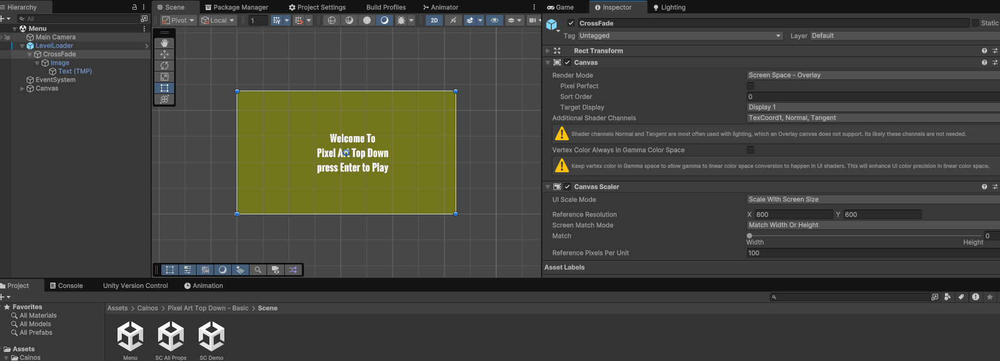 Hierarchy
All
Menu
Main Camera
LevelLoader
CrossFade
Image
Text (TMP)
EventSystem
Canvas
Scene
Package Manager
Project Settings
Build Profiles
Animator
Pivot
Local
1
2D
Welcome To
Pixel Art Top Down
press Enter to Play
Game
Inspector
Lighting
CrossFade
Static
Tag
Untagged
Layer
Default
Rect Transform
Canvas
Render Mode
Screen Space - Overlay
Pixel Perfect
Sort Order
0
Target Display
Display 1
Additional Shader Channels
TexCoord1, Normal, Tangent
Shader channels Normal and Tangent are most often used with lighting, which an Overlay canvas does not support. Its likely these channels are not needed.
Vertex Color Always In Gamma Color Space
Keep vertex color in Gamma space to allow gamma to linear color space conversion to happen in UI shaders. This will enhance UI color precision in linear color space.
Canvas Scaler
UI Scale Mode
Scale With Screen Size
Reference Resolution
X 800
Y 600
Screen Match Mode
Match Width Or Height
Match
0
Width
Height
Reference Pixels Per Unit
100
Asset Labels
Project
Console
Unity Version Control
Animation
Favorites
All Materials
All Models
All Prefabs
Assets
Cainos
Assets > Cainos > Pixel Art Top Down - Basic > Scene
Menu
SC All Props
SC Demo